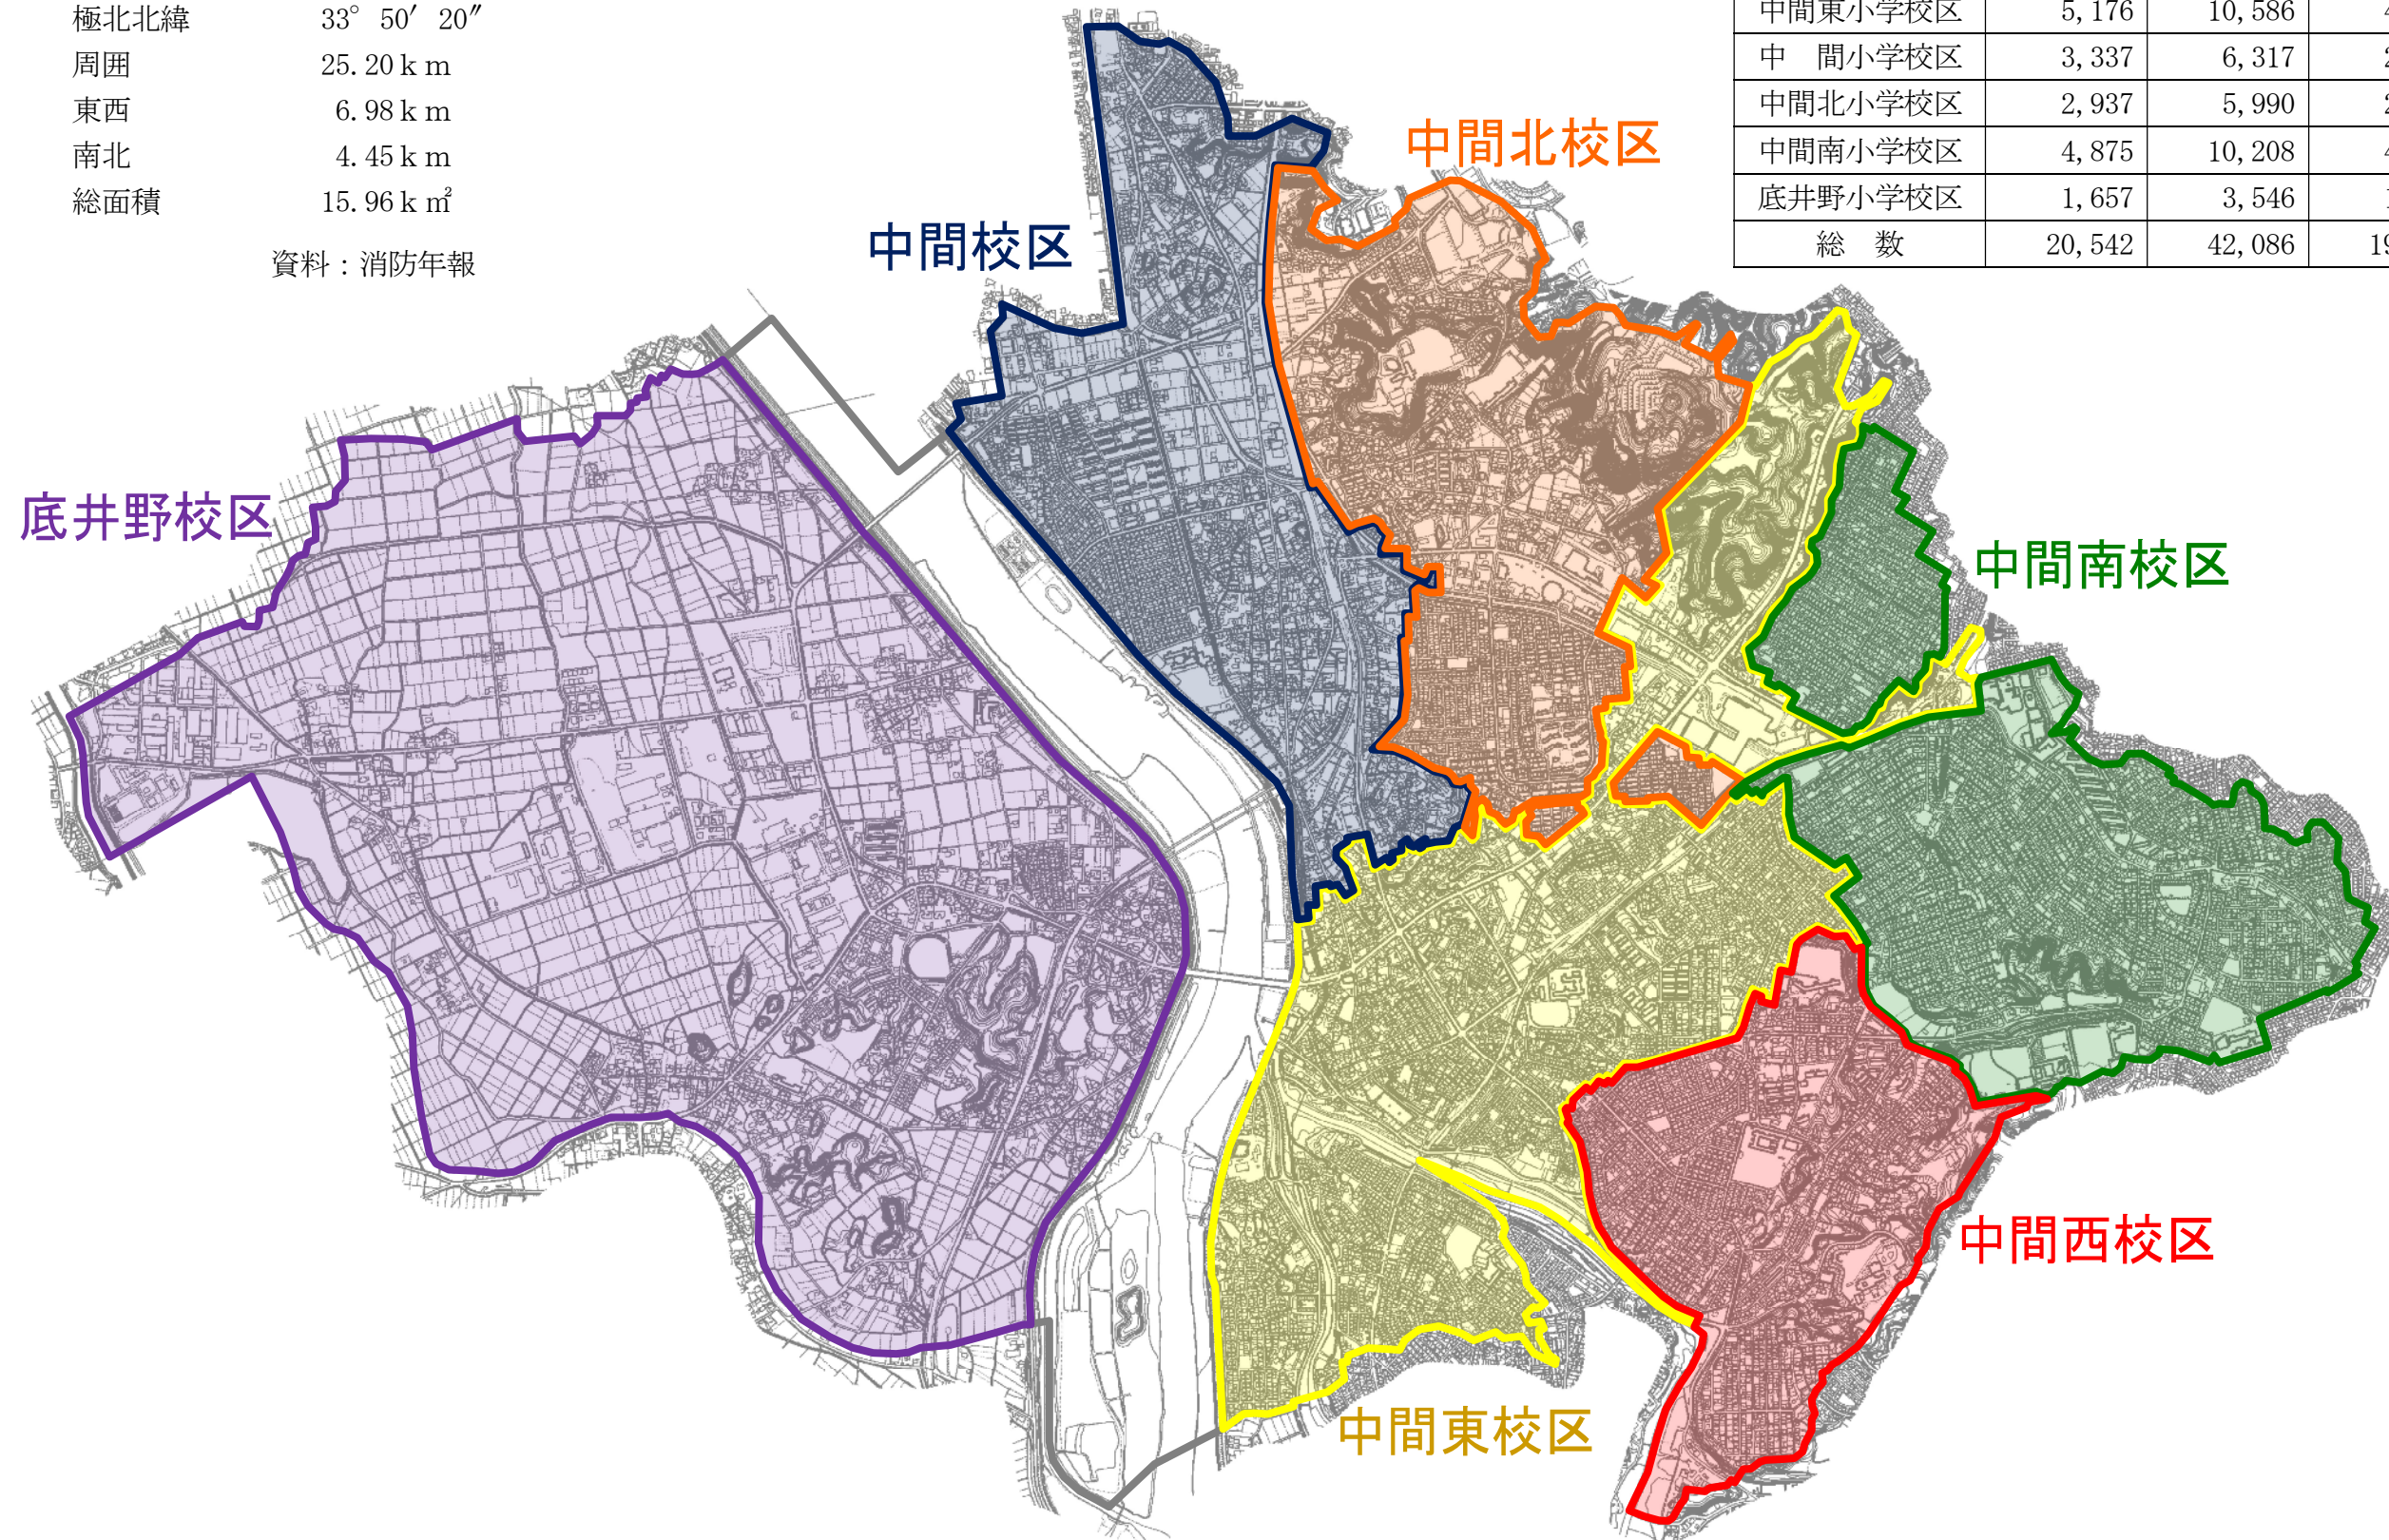 極北北緯 33° 50′ 20″
周囲 25.20ｋｍ
東西 6.98ｋｍ
南北 4.45ｋｍ
総面積 15.96ｋ㎡
資料：消防年報
中間東小学校区 5,176 10,586
中　間小学校区 3,337 6,317
中間北小学校区 2,937 5,990
中間南小学校区 4,875 10,208
底井野小学校区 1,657 3,546
総　数 20,542 42,086
中間北校区
中間校区
底井野校区
中間南校区
中間西校区
中間東校区